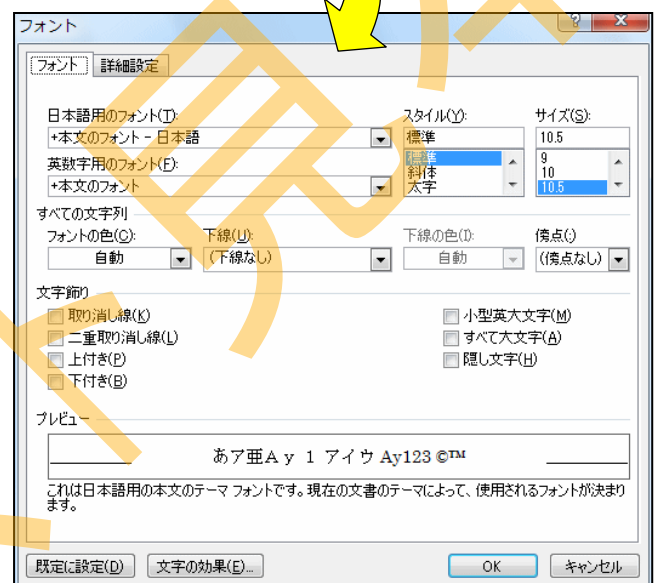 フォント
フォント 詳細設定
日本語用のフォント(T): スタイル(Y): サイズ(S):
+本文のフォント - 日本語 標準 10.5
英数字用のフォント(F): 標準 9
+本文のフォント 斜体 10
太字 10.5
すべての文字列
フォントの色(C): 下線(U): 下線の色(I): 傍点(:)
自動 (下線なし) 自動 (傍点なし)
文字飾り
取り消し線(K) 小型英大文字(M)
二重取り消し線(L) すべて大文字(A)
上付き(P) 隠し文字(H)
下付き(B)
プレビュー
あア亜Ay 1 アイウ Ay123 ©™
これは日本語用の本文のテーマ フォントです。現在の文書のテーマによって、使用されるフォントが決まり
ます。
既定に設定(D) 文字の効果(E)... OK キャンセル